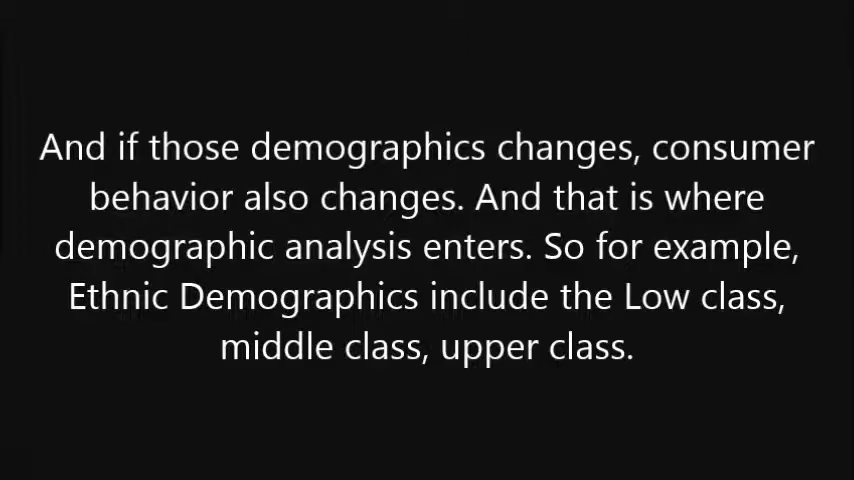 And if those demographics changes, consumer
behavior also changes. And that is where
demographic analysis enters. So for example,
Ethnic Demographics include the Low class,
middle class, upper class.